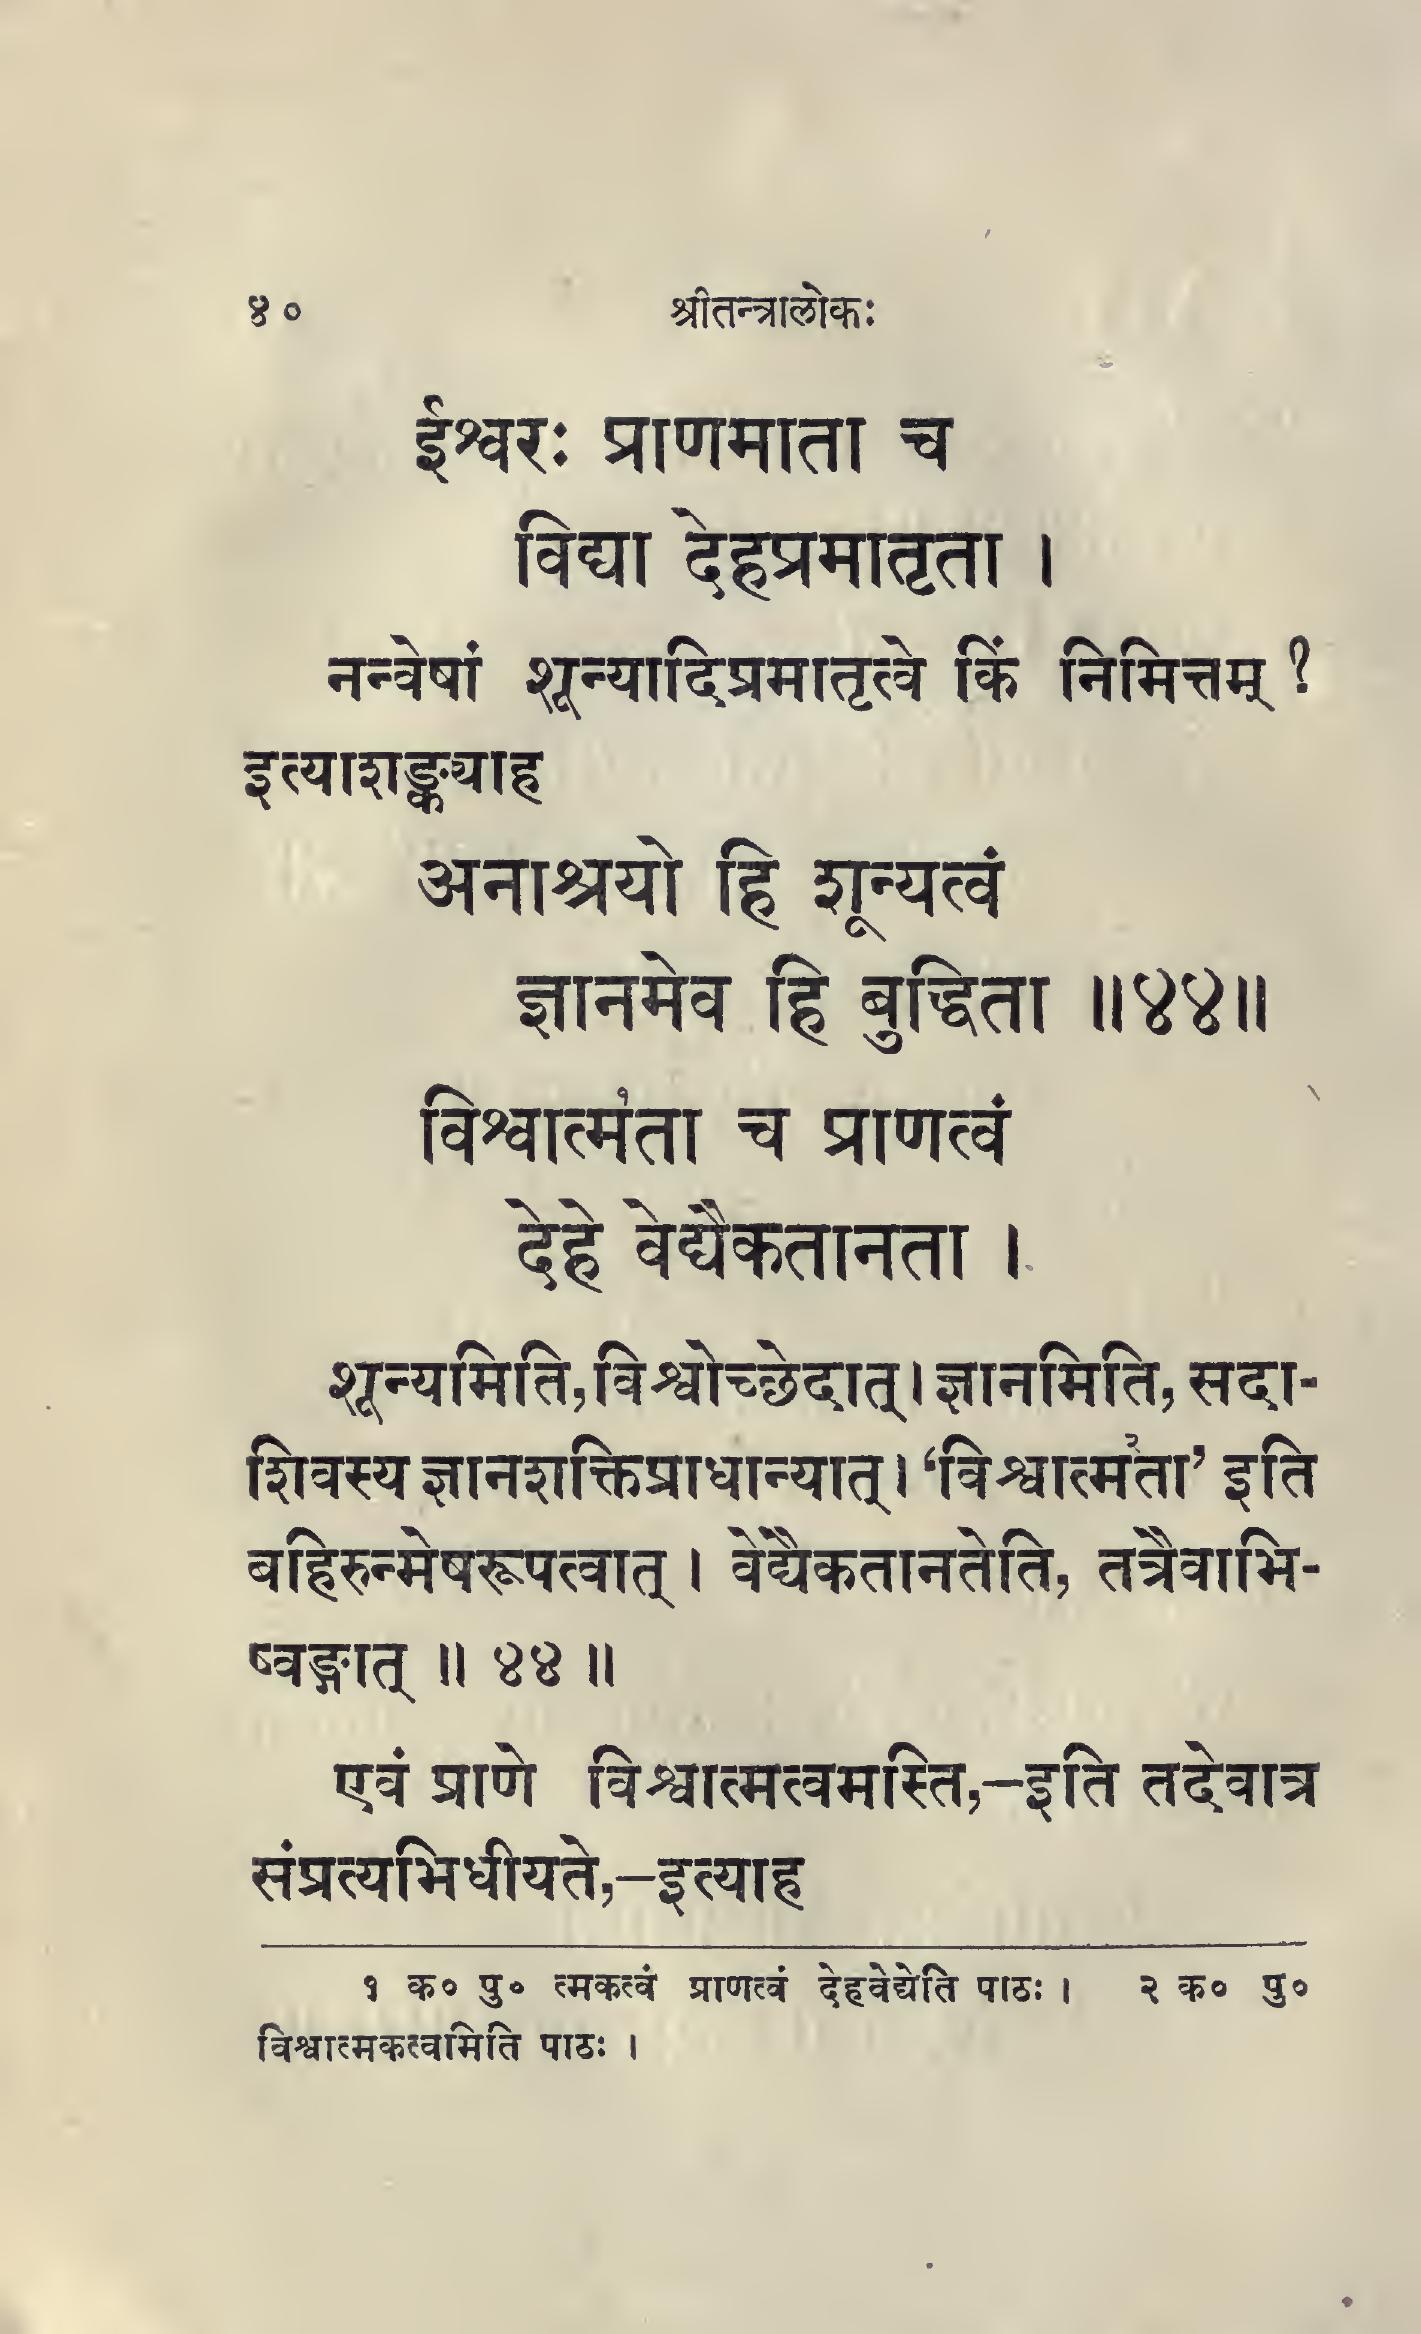 ४० श्रीतन्त्रालोकः
ईश्वरः प्राणमाता च
विद्या देहप्रमातृता ।
नन्वेषां शून्यादिप्रमातृत्वे किं निमित्तम् ?
इत्याशङ्क्याह
अनाश्रयो हि शून्यत्वं
ज्ञानमेव हि बुद्धिता ॥४४॥
विश्वात्म१ता च प्राणत्वं
देहे वेद्यैकतानता ।
शून्यमिति,विश्वोच्छेदात्। ज्ञानमिति, सदा-
शिवस्य ज्ञानशक्तिप्राधान्यात्। ‘विश्वात्म२ता’ इति
बहिरुन्मेषरूपत्वात् । वेद्यैकतानतेति, तत्रैवाभि-
ष्वङ्गात् ॥ ४४ ॥
एवं प्राणे विश्वात्मत्वमस्ति,–इति तदेवात्र
संप्रत्यभिधीयते,–इत्याह
१ क० पु० त्मकत्वं प्राणत्वं देहवेद्येति पाठः । २ क० पु०
विश्वात्मकत्वमिति पाठः ।